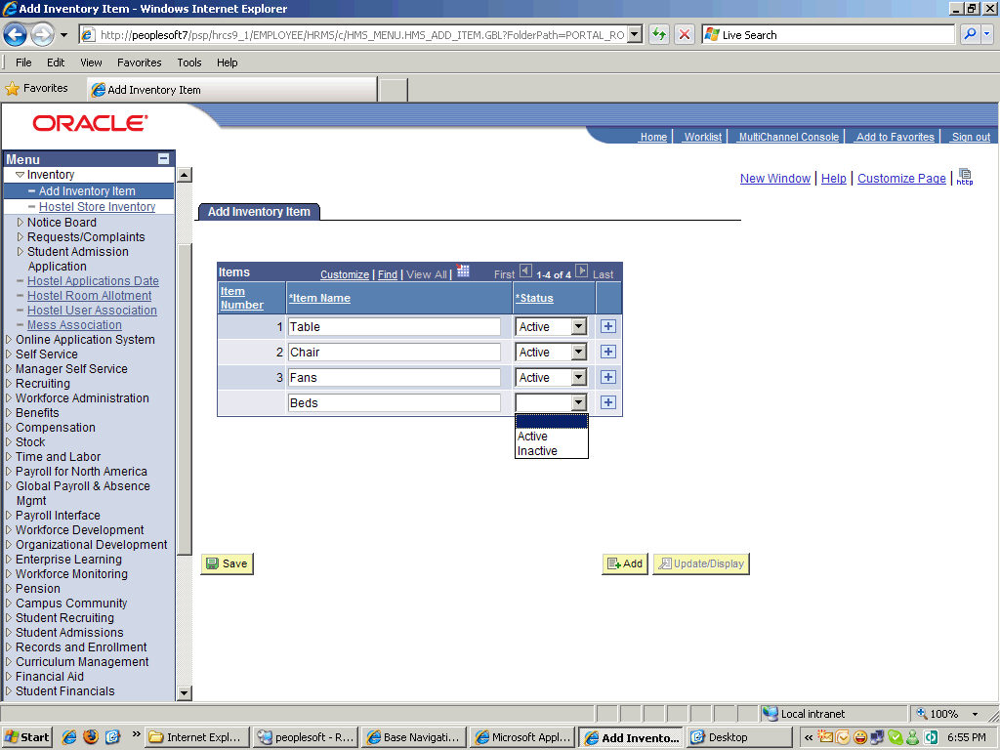 Add Inventory Item - Windows Internet Explorer
http://peoplesoft7/psp/hrcs9_1/EMPLOYEE/HRMS/c/HMS_MENU.HMS_ADD_ITEM.GBL?FolderPath=PORTAL_RO
Live Search
File Edit View Favorites Tools Help
Favorites Add Inventory Item
ORACLE®
Home Worklist MultiChannel Console Add to Favorites Sign out
Menu
Inventory
Add Inventory Item
Hostel Store Inventory
Notice Board
Requests/Complaints
Student Admission
Application
Hostel Applications Date
Hostel Room Allotment
Hostel User Association
Mess Association
Online Application System
Self Service
Manager Self Service
Recruiting
Workforce Administration
Benefits
Compensation
Stock
Time and Labor
Payroll for North America
Global Payroll & Absence
Mgmt
Payroll Interface
Workforce Development
Organizational Development
Enterprise Learning
Workforce Monitoring
Pension
Campus Community
Student Recruiting
Student Admissions
Records and Enrollment
Curriculum Management
Financial Aid
Student Financials
New Window | Help | Customize Page | http
Add Inventory Item
Items Customize | Find | View All | First 1-4 of 4 Last
Item
Number *Item Name *Status
1 Table Active
2 Chair Active
3 Fans Active
Beds
Active
Inactive
Save Add Update/Display
Local intranet 100%
Start » Internet Expl... peoplesoft - R... Base Navigati... Microsoft Appl... Add Invento... Desktop « 6:55 PM